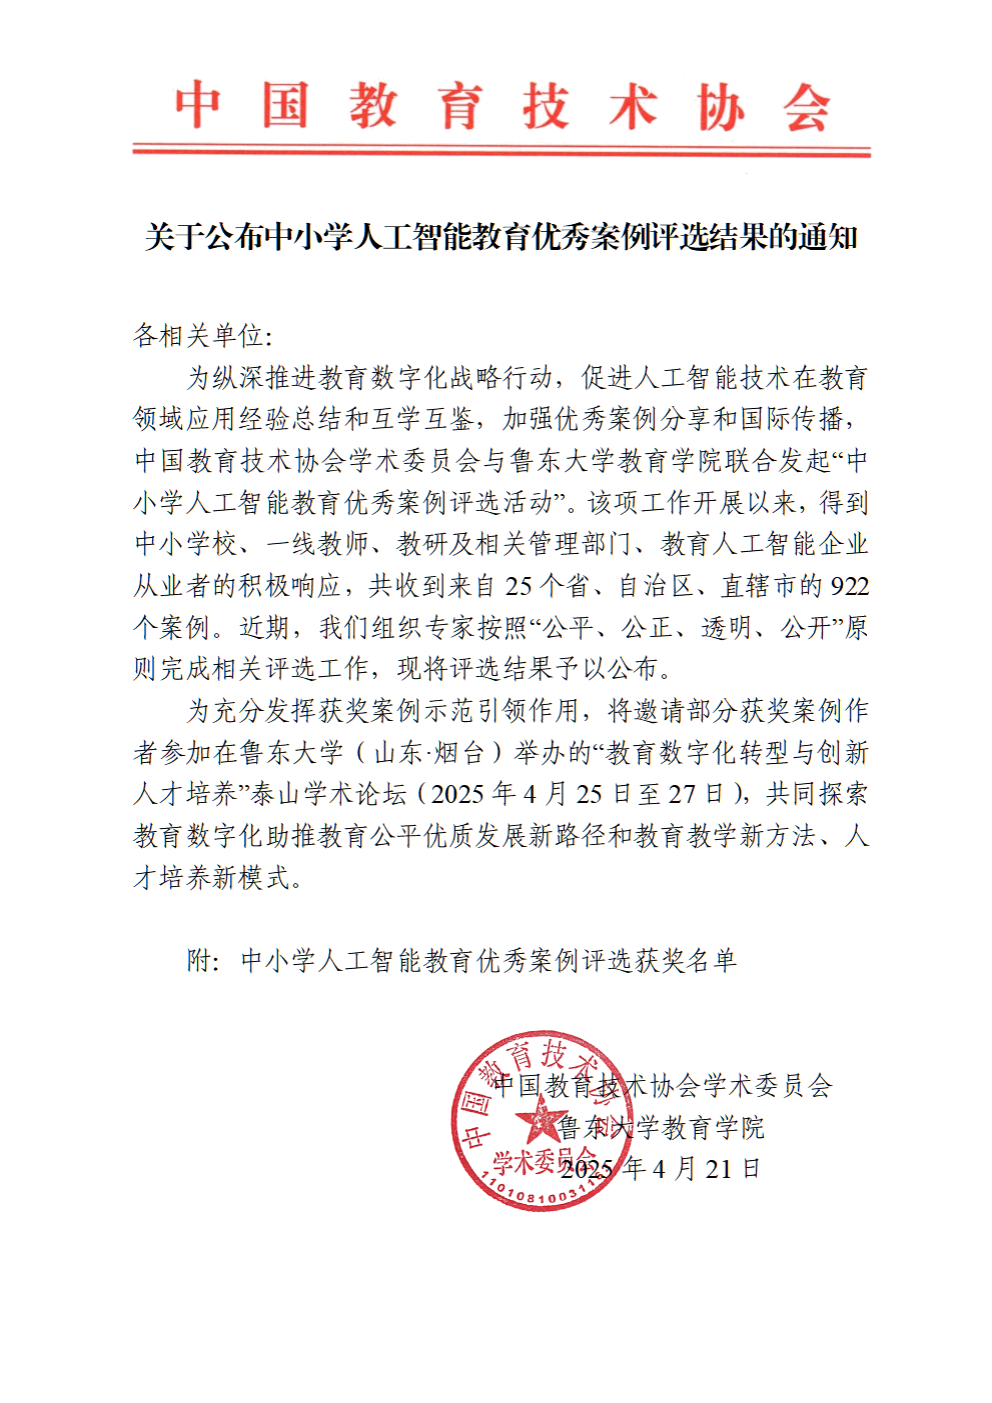 中国教育技术协会
关于公布中小学人工智能教育优秀案例评选结果的通知
各相关单位：
为纵深推进教育数字化战略行动，促进人工智能技术在教育
领域应用经验总结和互学互鉴，加强优秀案例分享和国际传播，
中国教育技术协会学术委员会与鲁东大学教育学院联合发起“中
小学人工智能教育优秀案例评选活动”。该项工作开展以来，得到
中小学校、一线教师、教研及相关管理部门、教育人工智能企业
从业者的积极响应，共收到来自 25 个省、自治区、直辖市的 922
个案例。近期，我们组织专家按照“公平、公正、透明、公开”原
则完成相关评选工作，现将评选结果予以公布。
为充分发挥获奖案例示范引领作用，将邀请部分获奖案例作
者参加在鲁东大学（山东·烟台）举办的“教育数字化转型与创新
人才培养”泰山学术论坛（2025 年 4 月 25 日至 27 日），共同探索
教育数字化助推教育公平优质发展新路径和教育教学新方法、人
才培养新模式。
附：中小学人工智能教育优秀案例评选获奖名单
中国教育技术协会学术委员会
鲁东大学教育学院
2025 年 4 月 21 日
中国教育技术协会
学术委员会